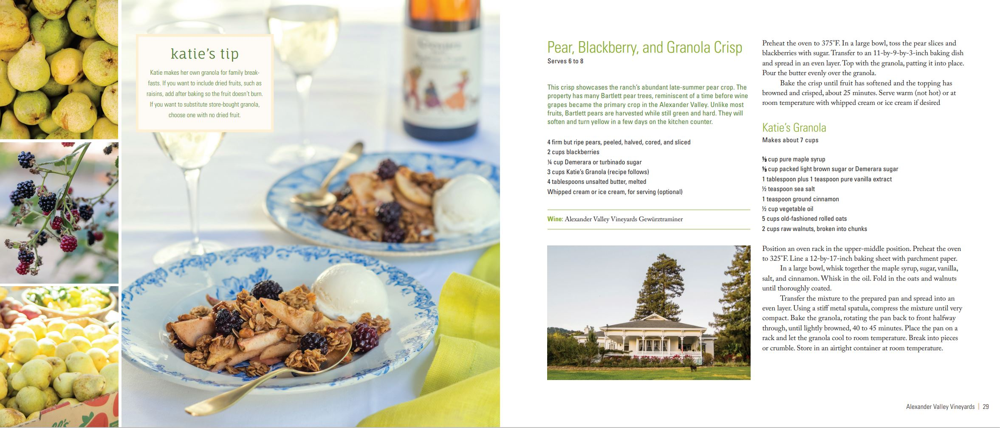 katie's tip
Katie makes her own granola for family break-
fasts. If you want to include dried fruits, such as
raisins, add after baking so the fruit doesn't burn.
If you want to substitute store-bought granola,
choose one with no dried fruit.
Pear, Blackberry, and Granola Crisp
Serves 6 to 8
This crisp showcases the ranch's abundant late-summer pear crop. The
property has many Bartlett pear trees, reminiscent of a time before wine
grapes became the primary crop in the Alexander Valley. Unlike most
fruits, Bartlett pears are harvested while still green and hard. They will
soften and turn yellow in a few days on the kitchen counter.
4 firm but ripe pears, peeled, halved, cored, and sliced
2 cups blackberries
¼ cup Demerara or turbinado sugar
3 cups Katie's Granola (recipe follows)
4 tablespoons unsalted butter, melted
Whipped cream or ice cream, for serving (optional)
Wine: Alexander Valley Vineyards Gewürztraminer
Preheat the oven to 375°F. In a large bowl, toss the pear slices and
blackberries with sugar. Transfer to an 11-by-9-by-3-inch baking dish
and spread in an even layer. Top with the granola, patting it into place.
Pour the butter evenly over the granola.
Bake the crisp until fruit has softened and the topping has
browned and crisped, about 25 minutes. Serve warm (not hot) or at
room temperature with whipped cream or ice cream if desired
Katie's Granola
Makes about 7 cups
⅓ cup pure maple syrup
⅓ cup packed light brown sugar or Demerara sugar
1 tablespoon plus 1 teaspoon pure vanilla extract
½ teaspoon sea salt
1 teaspoon ground cinnamon
½ cup vegetable oil
5 cups old-fashioned rolled oats
2 cups raw walnuts, broken into chunks
Position an oven rack in the upper-middle position. Preheat the oven
to 325°F. Line a 12-by-17-inch baking sheet with parchment paper.
In a large bowl, whisk together the maple syrup, sugar, vanilla,
salt, and cinnamon. Whisk in the oil. Fold in the oats and walnuts
until thoroughly coated.
Transfer the mixture to the prepared pan and spread into an
even layer. Using a stiff metal spatula, compress the mixture until very
compact. Bake the granola, rotating the pan back to front halfway
through, until lightly browned, 40 to 45 minutes. Place the pan on a
rack and let the granola cool to room temperature. Break into pieces
or crumble. Store in an airtight container at room temperature.
Alexander Valley Vineyards | 29